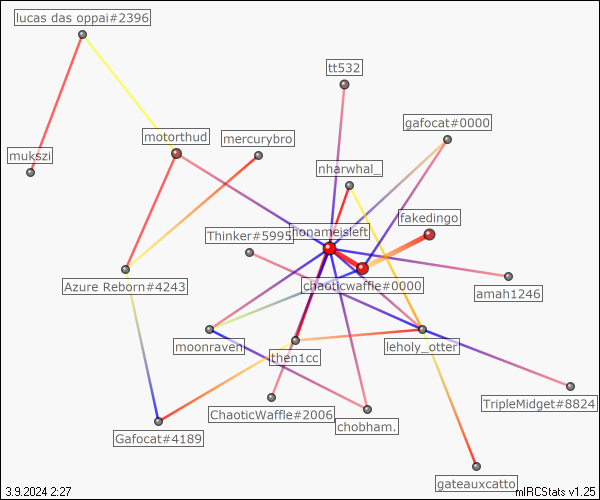 lucas das oppai#2396
tt532
gafocat#0000
motorthud
mercurybro
mukszi
nharwhal_
fakedingo
nonameisleft
Thinker#5995
Azure Reborn#4243
chaoticwaffle#0000
amah1246
moonraven
then1cc
leholy_otter
TripleMidget#8824
ChaoticWaffle#2006
chobham.
Gafocat#4189
gateauxcatto
3.9.2024 2:27
mIRCStats v1.25